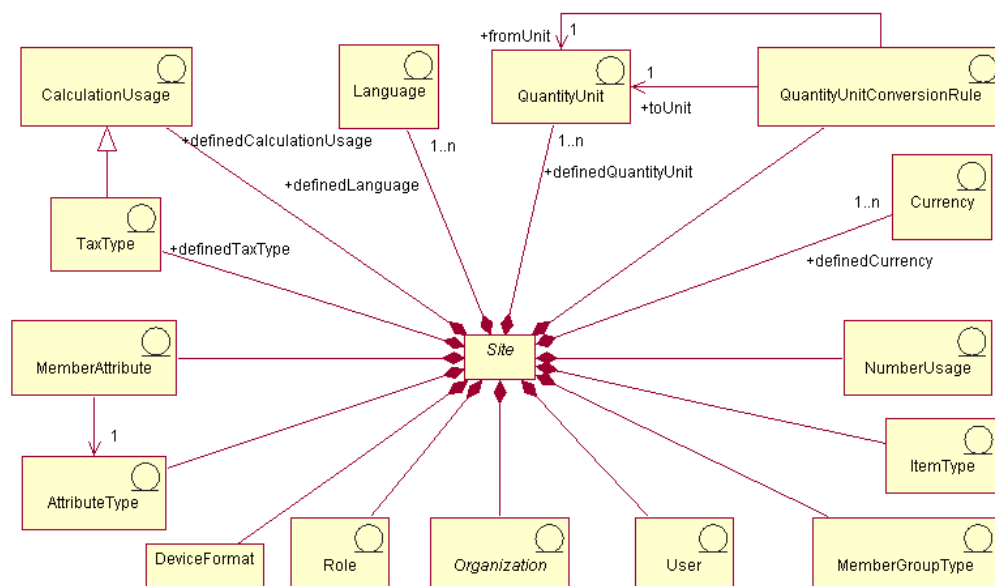 1
+fromUnit
CalculationUsage
Language
QuantityUnit
1
+toUnit
QuantityUnitConversionRule
+definedCalculationUsage
1..n
1..n
+definedLanguage
+definedQuantityUnit
1..n
Currency
TaxType
+definedTaxType
+definedCurrency
Site
MemberAttribute
NumberUsage
1
AttributeType
ItemType
DeviceFormat
Role
Organization
User
MemberGroupType